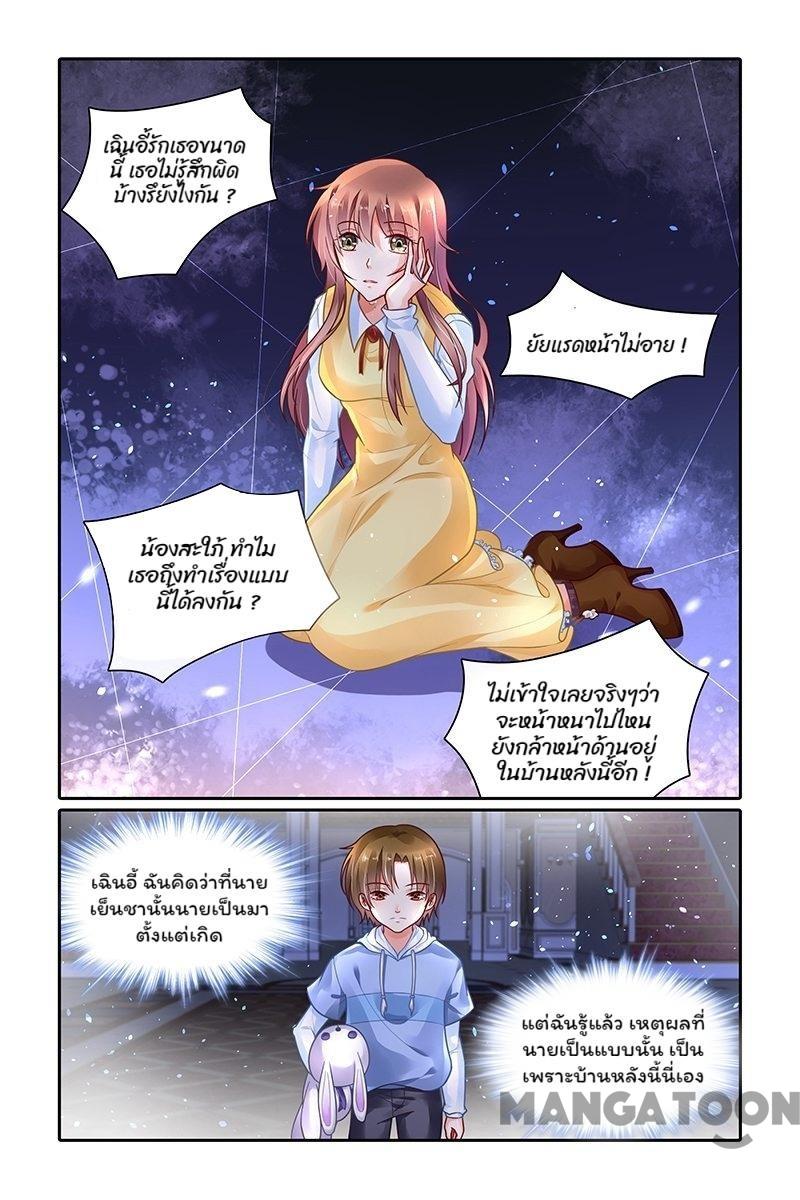 เฉินอี้รักเธอขนาด
นี้ เธอไม่รู้สึกผิด
บ้างรึยังไงกัน ?
ยัยแรดหน้าไม่อาย !
น้องสะใภ้ ทำไม
เธอถึงทำเรื่องแบบ
นี้ได้ลงกัน ?
ไม่เข้าใจเลยจริงๆว่า
จะหน้าหนาไปไหน
ยังกล้าหน้าด้านอยู่
ในบ้านหลังนี้อีก !
เฉินอี้ ฉันคิดว่าที่นาย
เย็นชานั้นนายเป็นมา
ตั้งแต่เกิด
แต่ฉันรู้แล้ว เหตุผลที่
นายเป็นแบบนั้น เป็น
เพราะบ้านหลังนี้นี่เอง
MANGATOON